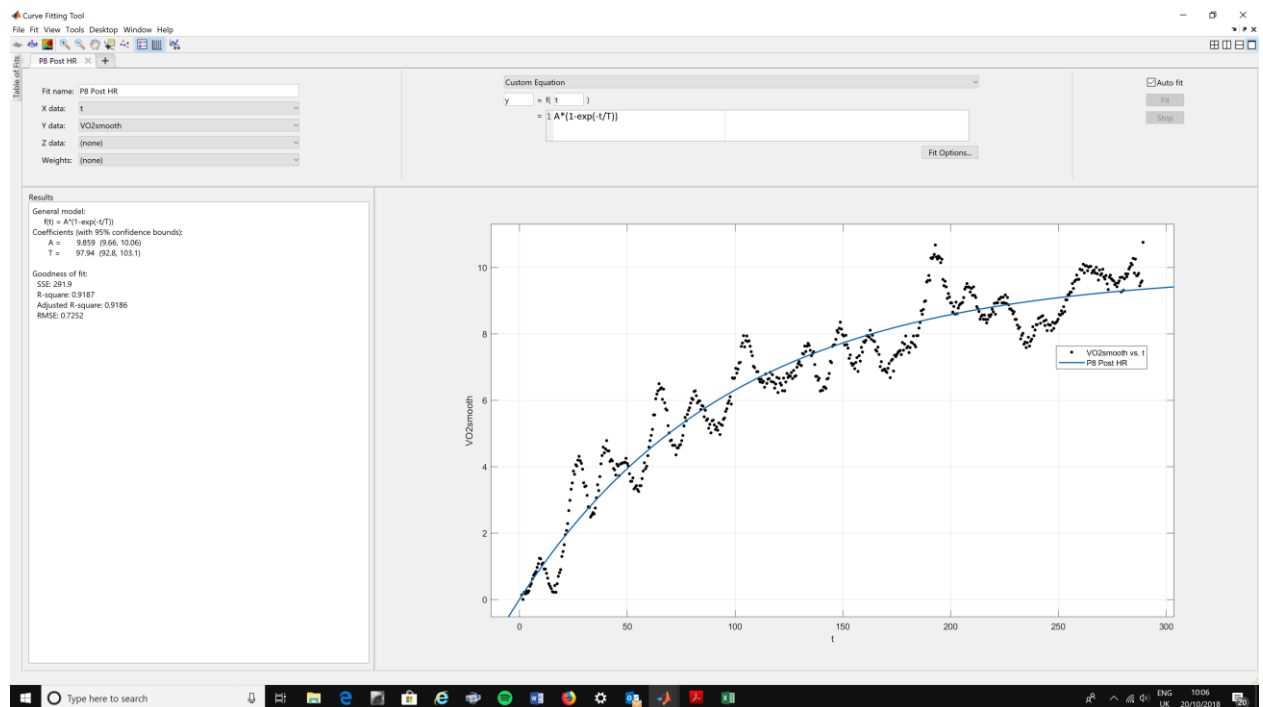 Curve Fitting Tool
File Fit View Tools Desktop Window Help
Table of Fits
P8 Post HR
Fit name: P8 Post HR
X data: t
Y data: VO2smooth
Z data: (none)
Weights: (none)
Custom Equation
y = f( t )
= 1 A*(1-exp(-t/T))
Fit Options...
Auto fit
Fit
Stop
Results
General model:
f(t) = A*(1-exp(-t/T))
Coefficients (with 95% confidence bounds):
A = 9.859 (9.66, 10.06)
T = 97.94 (92.8, 103.1)
Goodness of fit:
SSE: 291.9
R-square: 0.9187
Adjusted R-square: 0.9186
RMSE: 0.7252
VO2smooth
10
8
6
4
2
0
0 50 100 150 200 250 300
t
VO2smooth vs. t
P8 Post HR
Type here to search
ENG
UK
10:06
20/10/2018
20